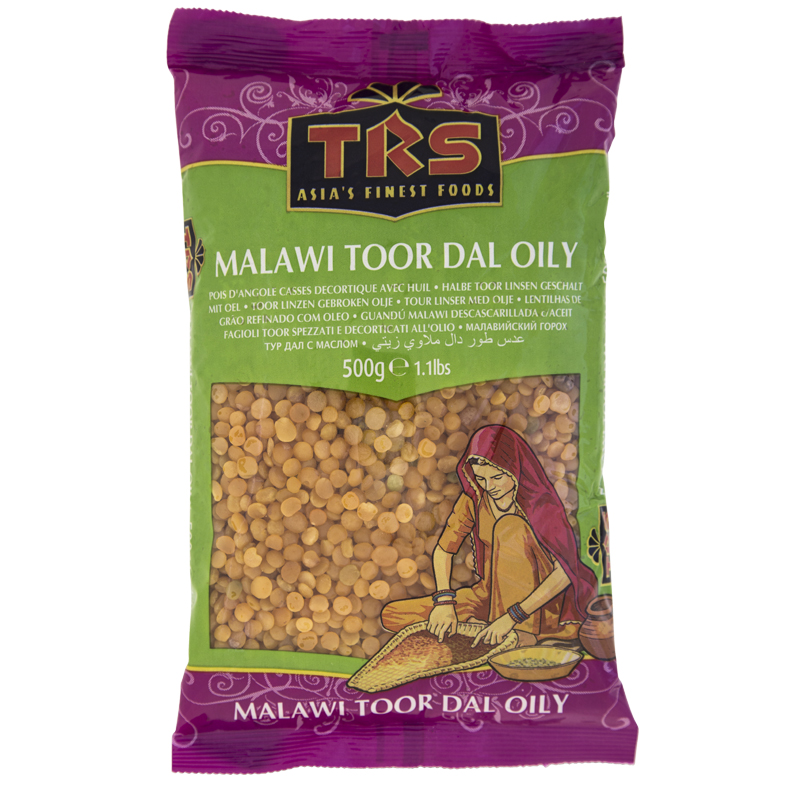 TRS
ASIA'S FINEST FOODS
MALAWI TOOR DAL OILY
POIS D'ANGOLE CASSES DECORTIQUE AVEC HUIL • HALBE TOOR LINSEN GESCHALT
MIT OEL • TOOR LINZEN GEBROKEN OLJE • TOUR LINSER MED OLJE • LENTILHAS DE
GRÃO REFINADO COM OLEO • GUANDÚ MALAWI DESCASCARILLADA C/ACEIT
FAGIOLI TOOR SPEZZATI E DECORTICATI ALL'OLIO • МАЛАВИЙСКИЙ ГОРОХ
ТУР ДАЛ С МАСЛОМ • عدس طور دال ملاوي زيتي
500g ℮ 1.1lbs
MALAWI TOOR DAL OILY